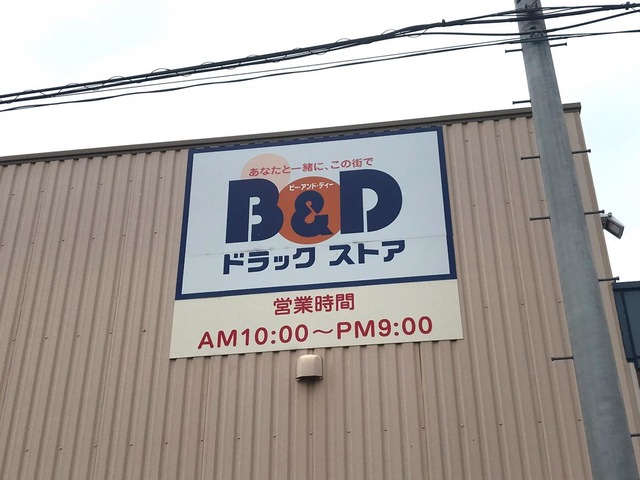 あなたと一緒に、この街で
ビー・アンド・ディー
B&D
ドラックストア
営業時間
AM10:00～PM9:00